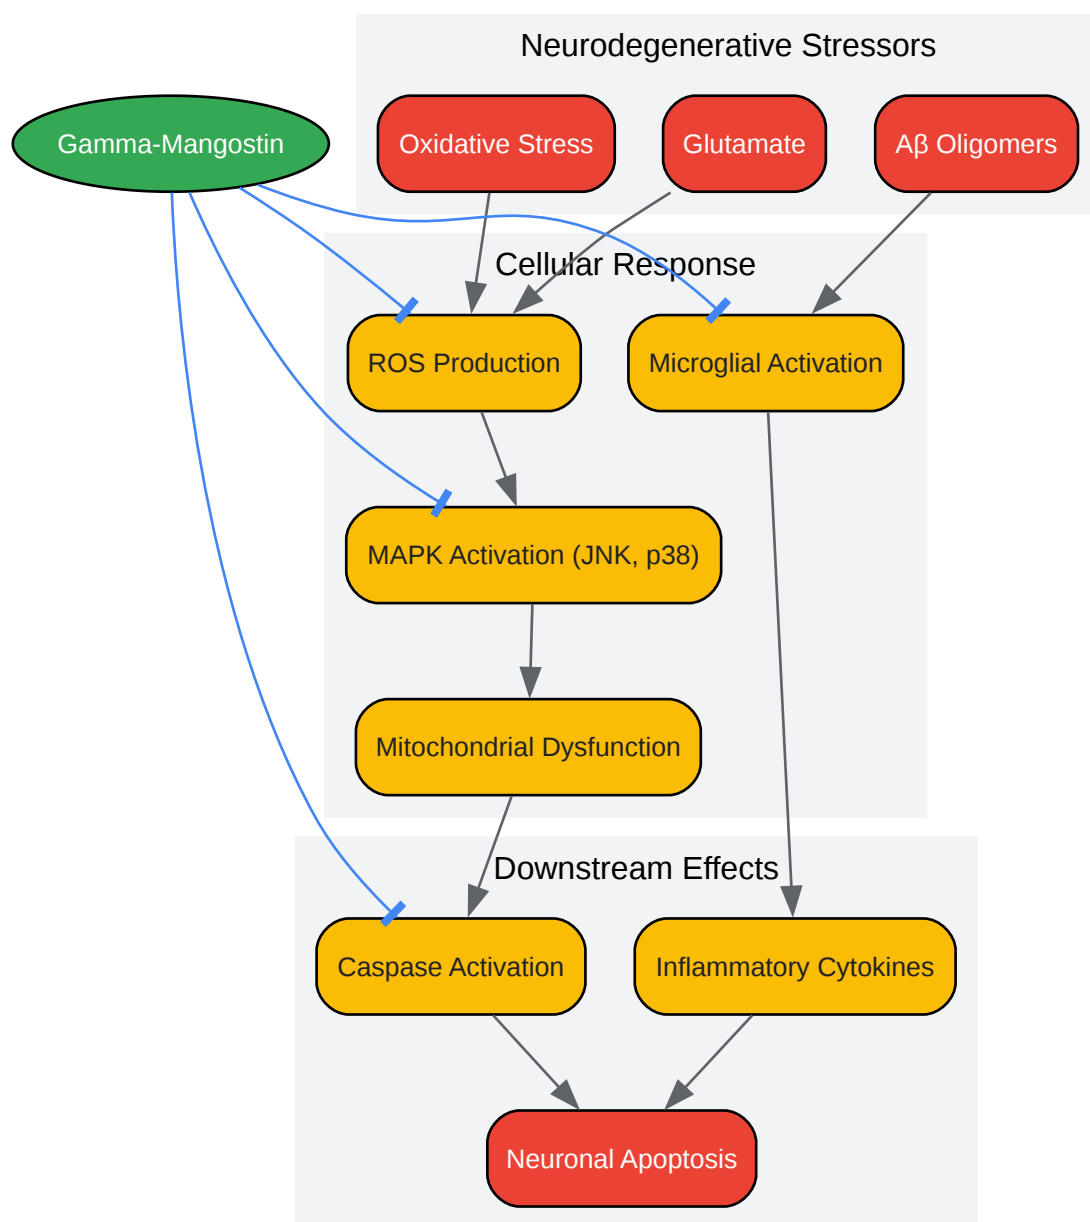 Neurodegenerative Stressors
Gamma-Mangostin
Oxidative Stress
Glutamate
Aβ Oligomers
Cellular Response
ROS Production
Microglial Activation
MAPK Activation (JNK, p38)
Mitochondrial Dysfunction
Downstream Effects
Caspase Activation
Inflammatory Cytokines
Neuronal Apoptosis